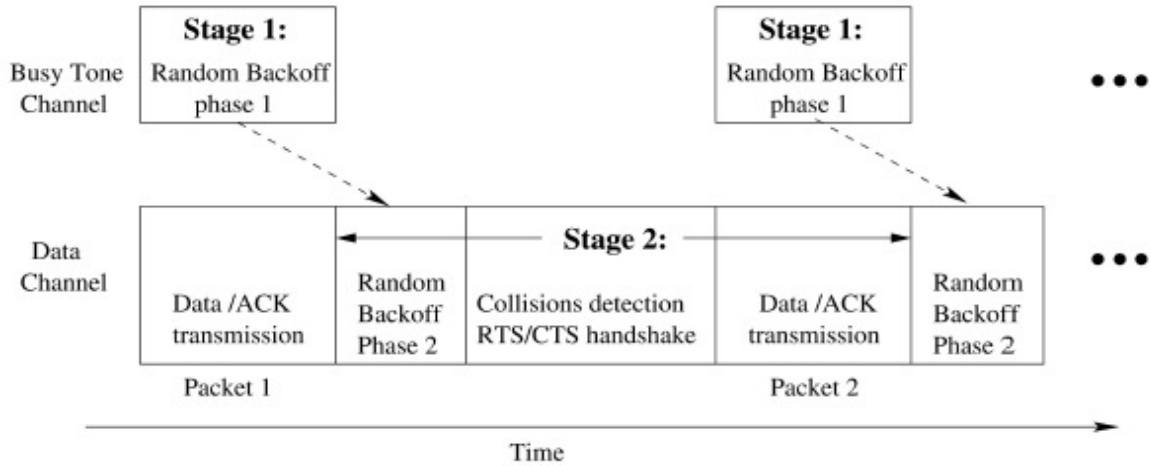 Stage 1:
Random Backoff
phase 1
Stage 1:
Random Backoff
phase 1
Busy Tone
Channel
Data
Channel
Stage 2:
Data /ACK
transmission
Random
Backoff
Phase 2
Collisions detection
RTS/CTS handshake
Data /ACK
transmission
Random
Backoff
Phase 2
Packet 1
Packet 2
Time